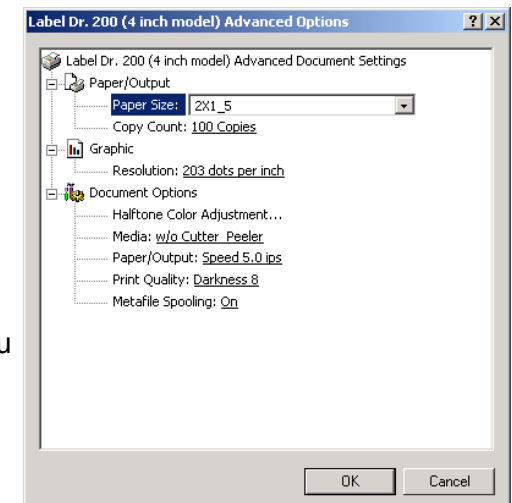 Label Dr. 200 (4 inch model) Advanced Options
Label Dr. 200 (4 inch model) Advanced Document Settings
Paper/Output
Paper Size: 2X1_5
Copy Count: 100 Copies
Graphic
Resolution: 203 dots per inch
Document Options
Halftone Color Adjustment...
Media: w/o Cutter_Peeler
Paper/Output: Speed 5.0 ips
Print Quality: Darkness 8
Metafile Spooling: On
u
OK Cancel